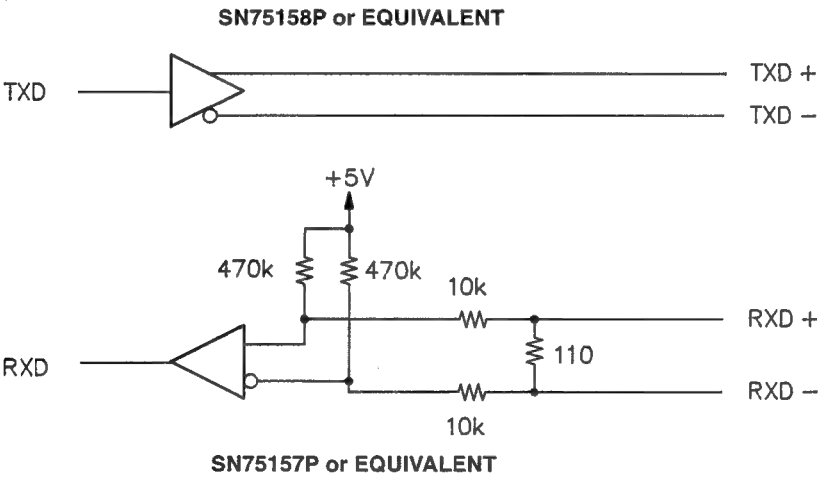 SN75158P or EQUIVALENT
TXD
TXD +
TXD -
+5V
470k
470k
10k
RXD +
110
RXD
RXD -
10k
SN75157P or EQUIVALENT